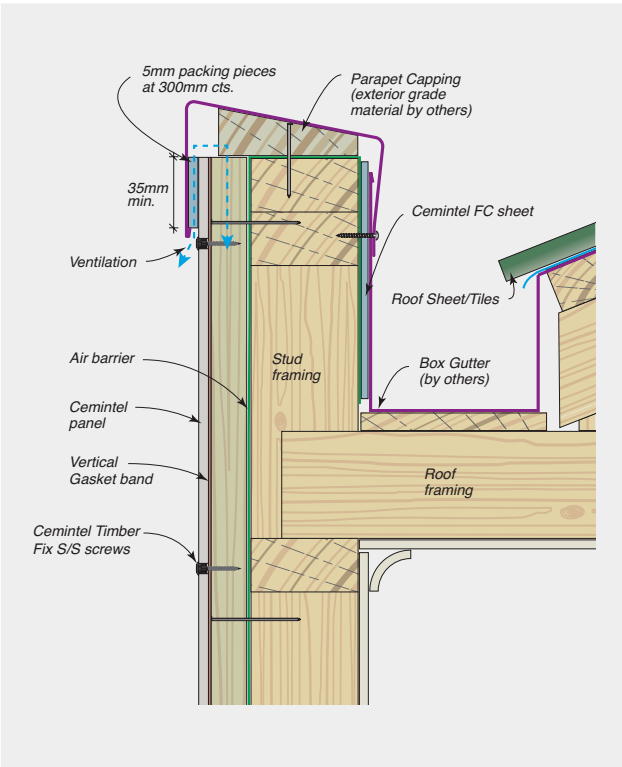 5mm packing pieces
at 300mm cts.
Parapet Capping
(exterior grade
material by others)
35mm
min.
Cemintel FC sheet
Ventilation
Roof Sheet/Tiles
Air barrier
Stud
framing
Box Gutter
(by others)
Cemintel
panel
Vertical
Gasket band
Roof
framing
Cemintel Timber
Fix S/S screws